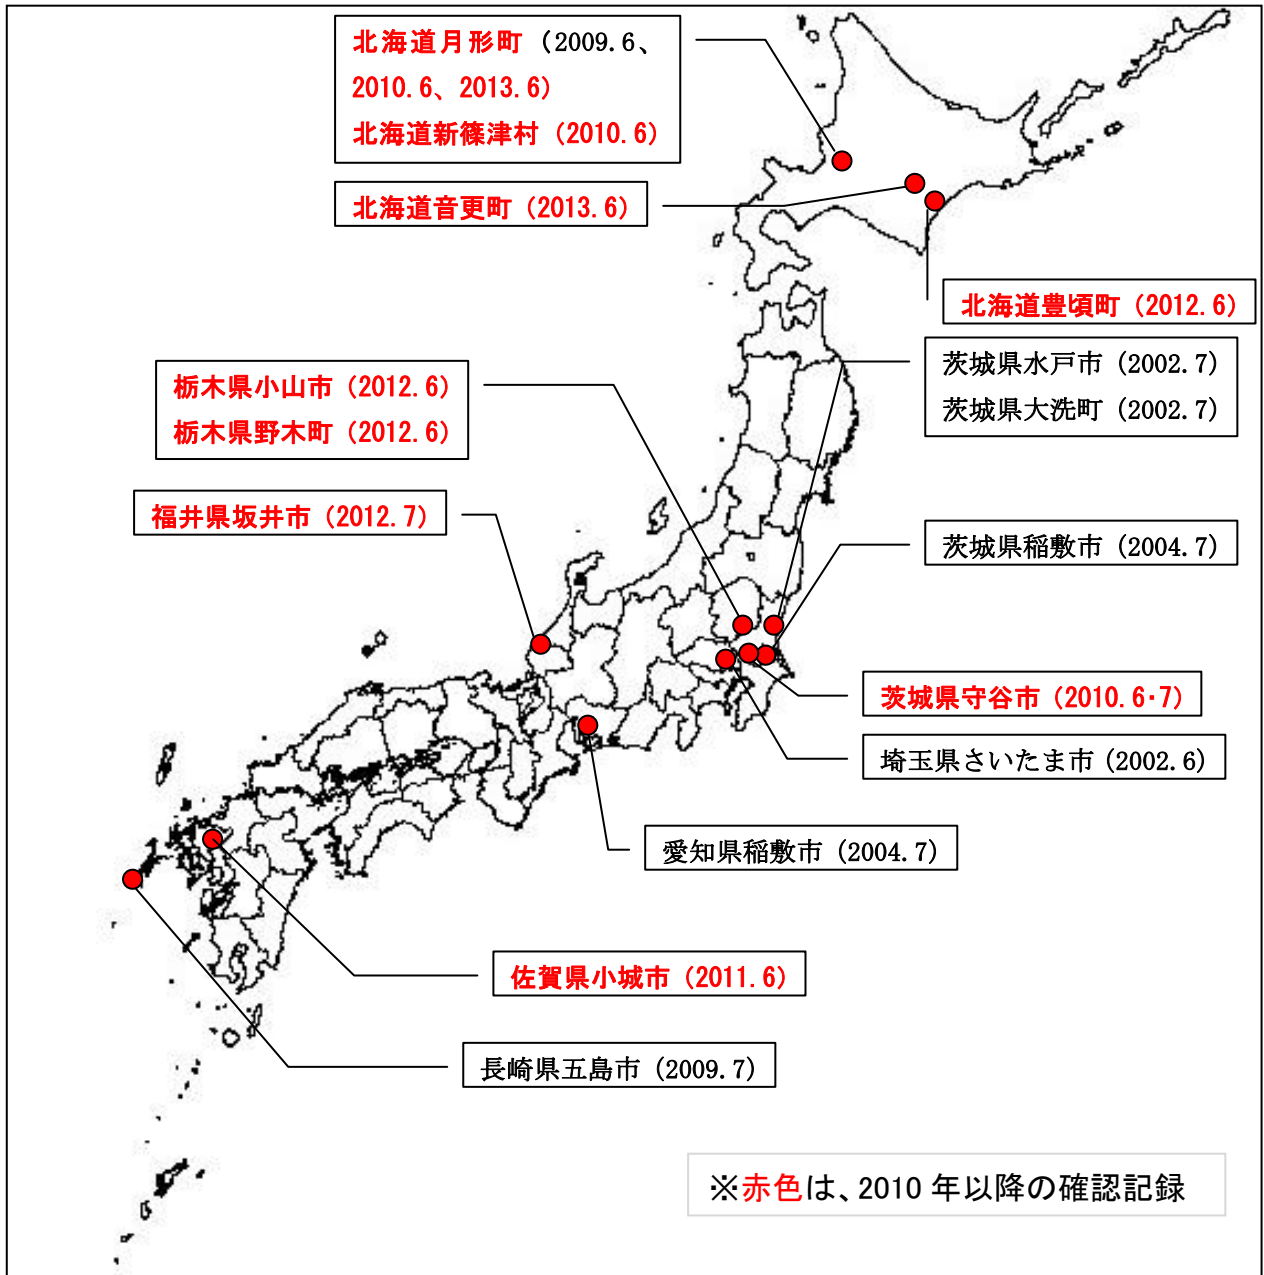 北海道月形町（2009.6、
2010.6、2013.6）
北海道新篠津村（2010.6）
北海道音更町（2013.6）
北海道豊頃町（2012.6）
茨城県水戸市（2002.7）
茨城県大洗町（2002.7）
栃木県小山市（2012.6）
栃木県野木町（2012.6）
福井県坂井市（2012.7）
茨城県稲敷市（2004.7）
茨城県守谷市（2010.6･7）
埼玉県さいたま市（2002.6）
愛知県稲敷市（2004.7）
佐賀県小城市（2011.6）
長崎県五島市（2009.7）
※赤色は、2010 年以降の確認記録